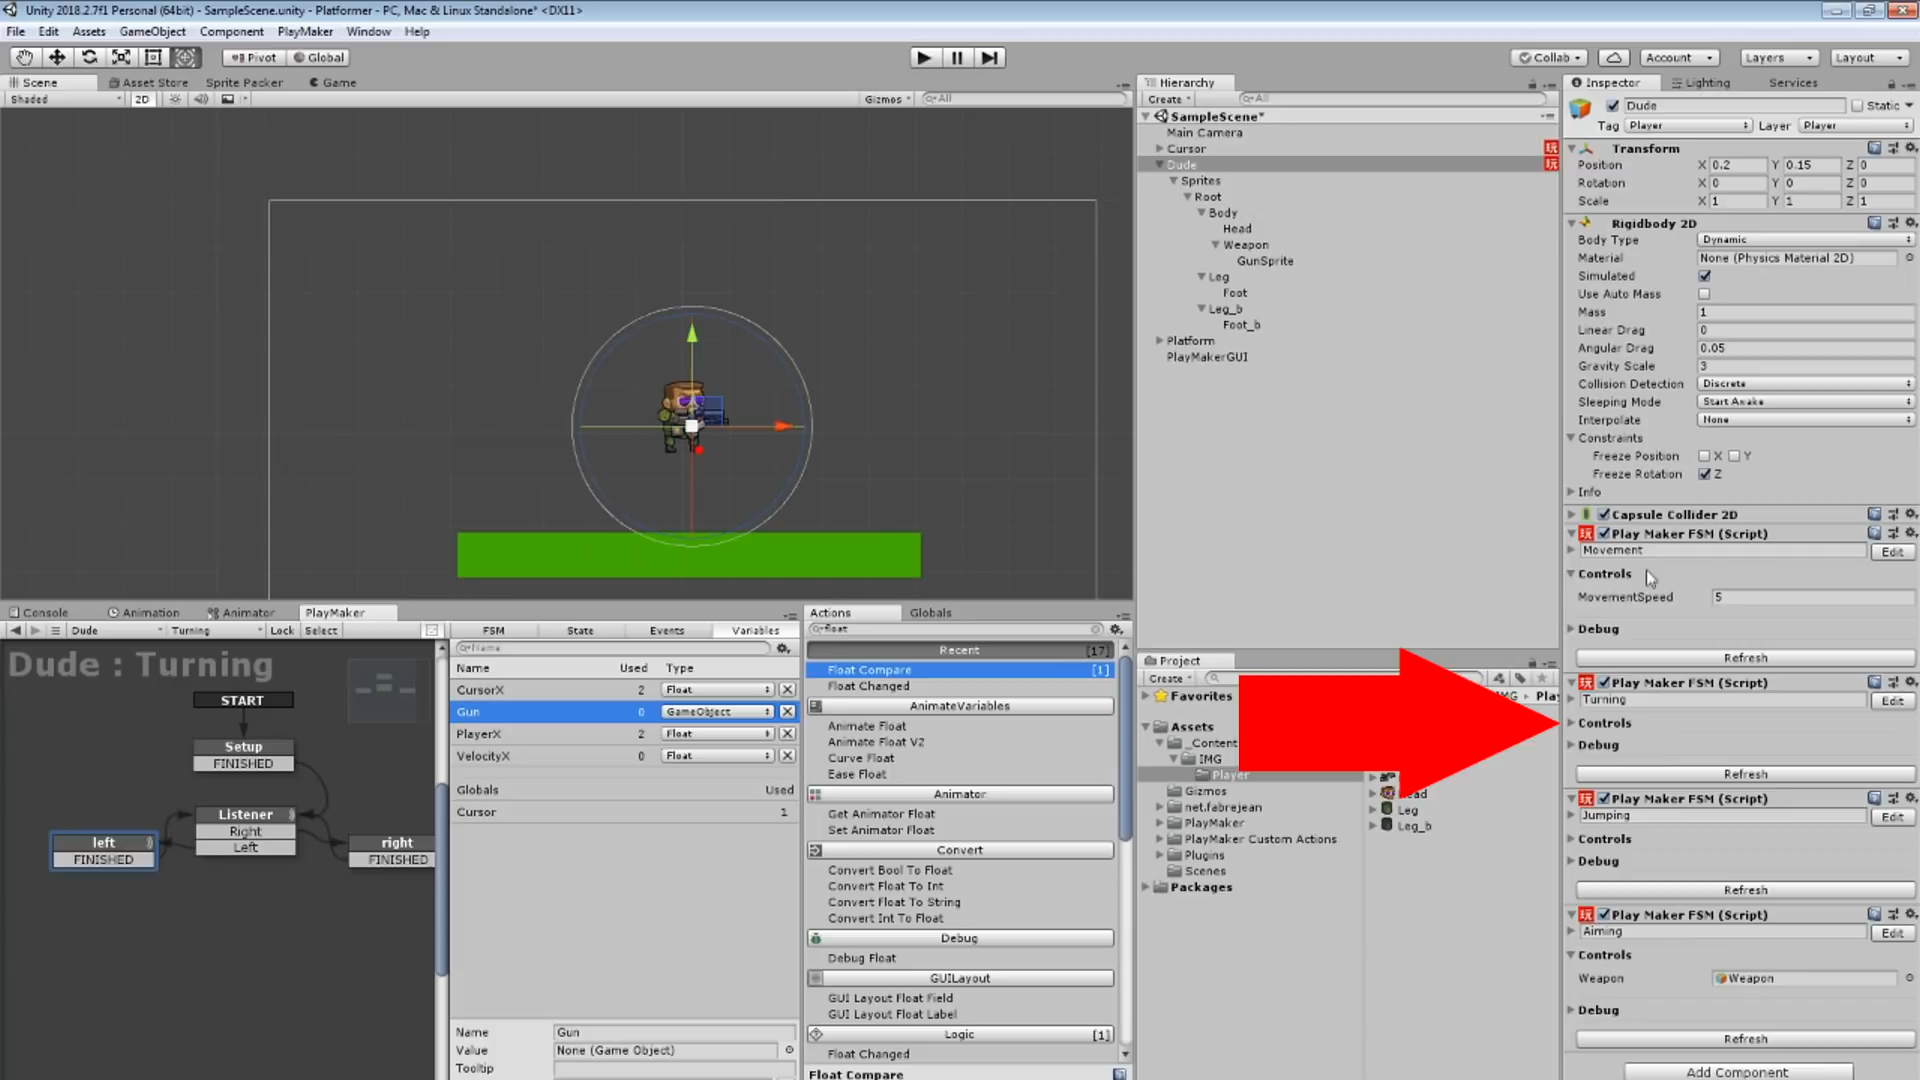 Unity 2018.2.7f1 Personal (64bit) - SampleScene.unity - Platformer - PC, Mac & Linux Standalone* <DX11>
File Edit Assets GameObject Component PlayMaker Window Help
Pivot Global Collab Account Layers Layout
Scene Asset Store Sprite Packer Game
Shaded 2D Gizmos All
Hierarchy
Create All
SampleScene*
Main Camera
Cursor
Dude
Sprites
Root
Body
Head
Weapon
GunSprite
Leg
Foot
Leg_b
Foot_b
Platform
PlayMakerGUI
Inspector Lighting Services
Dude Static
Tag Player Layer Player
Transform
Position X 0.2 Y 0.15 Z 0
Rotation X 0 Y 0 Z 0
Scale X 1 Y 1 Z 1
Rigidbody 2D
Body Type Dynamic
Material None (Physics Material 2D)
Simulated
Use Auto Mass
Mass 1
Linear Drag 0
Angular Drag 0.05
Gravity Scale 3
Collision Detection Discrete
Sleeping Mode Start Awake
Interpolate None
Constraints
Freeze Position X Y
Freeze Rotation Z
Info
Capsule Collider 2D
Play Maker FSM (Script)
Movement Edit
Controls
MovementSpeed 5
Debug
Refresh
Play Maker FSM (Script)
Turning Edit
Controls
Debug
Refresh
Play Maker FSM (Script)
Jumping Edit
Controls
Debug
Refresh
Play Maker FSM (Script)
Aiming Edit
Controls
Weapon Weapon
Debug
Refresh
Add Component
Console Animation Animator PlayMaker
Dude Turning Lock Select
Dude : Turning
START
Setup
FINISHED
Listener
Right
Left
left
FINISHED
right
FINISHED
FSM State Events Variables
Name
Name Used Type
CursorX 2 Float
Gun 0 GameObject
PlayerX 2 Float
VelocityX 0 Float
Globals Used
Cursor 1
Name Gun
Value None (Game Object)
Tooltip
Actions Globals
float
Recent [17]
Float Compare [1]
Float Changed
AnimateVariables
Animate Float
Animate Float V2
Curve Float
Ease Float
Animator
Get Animator Float
Set Animator Float
Convert
Convert Bool To Float
Convert Float To Int
Convert Float To String
Convert Int To Float
Debug
Debug Float
GUILayout
GUI Layout Float Field
GUI Layout Float Label
Logic [1]
Float Changed
Float Compare
Project
Create
Favorites
Assets
_Content
IMG
Player
Gizmos
net.fabrejean
PlayMaker
PlayMaker Custom Actions
Plugins
Scenes
Packages
Leg
Leg_b